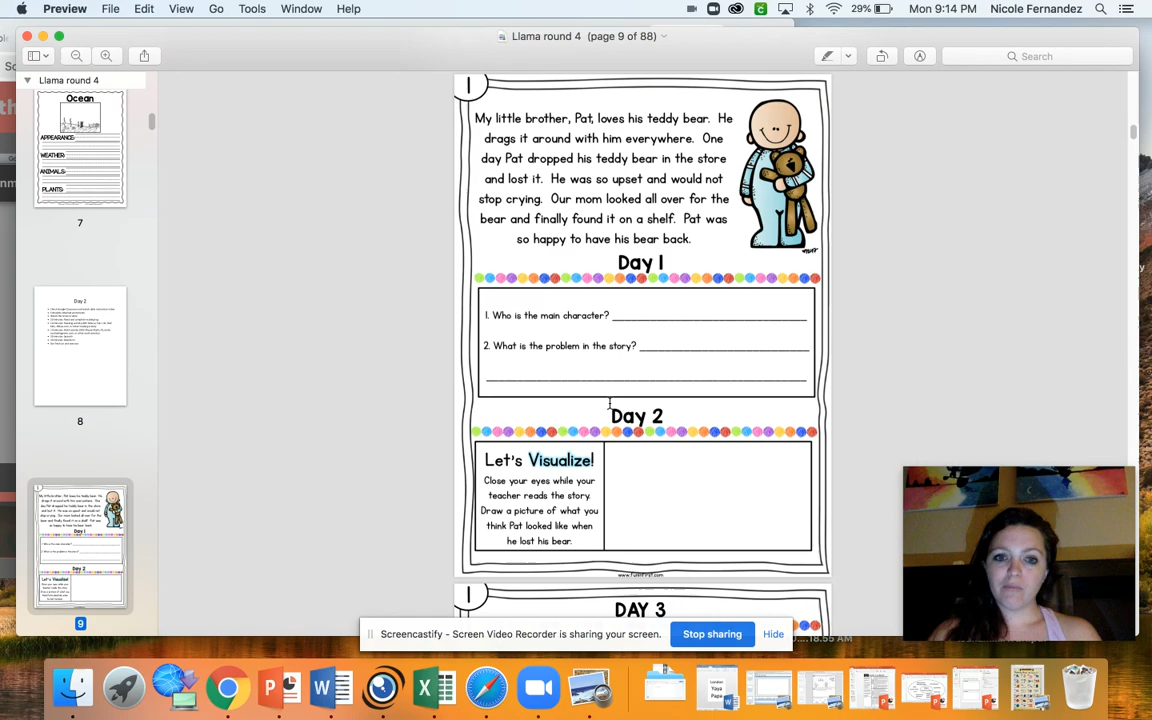 Preview File Edit View Go Tools Window Help
29% Mon 9:14 PM Nicole Fernandez
Llama round 4 (page 9 of 88)
Search
Llama round 4
Ocean
APPEARANCE:
WEATHER:
ANIMALS:
PLANTS:
7
Day 2
8
9
1
My little brother, Pat, loves his teddy bear. He
drags it around with him everywhere. One
day Pat dropped his teddy bear in the store
and lost it. He was so upset and would not
stop crying. Our mom looked all over for the
bear and finally found it on a shelf. Pat was
so happy to have his bear back.
Day 1
1. Who is the main character?
2. What is the problem in the story?
Day 2
Let's Visualize!
Close your eyes while your
teacher reads the story.
Draw a picture of what you
think Pat looked like when
he lost his bear.
1
DAY 3
Screencastify - Screen Video Recorder is sharing your screen. Stop sharing Hide
London
Yaya
Papa